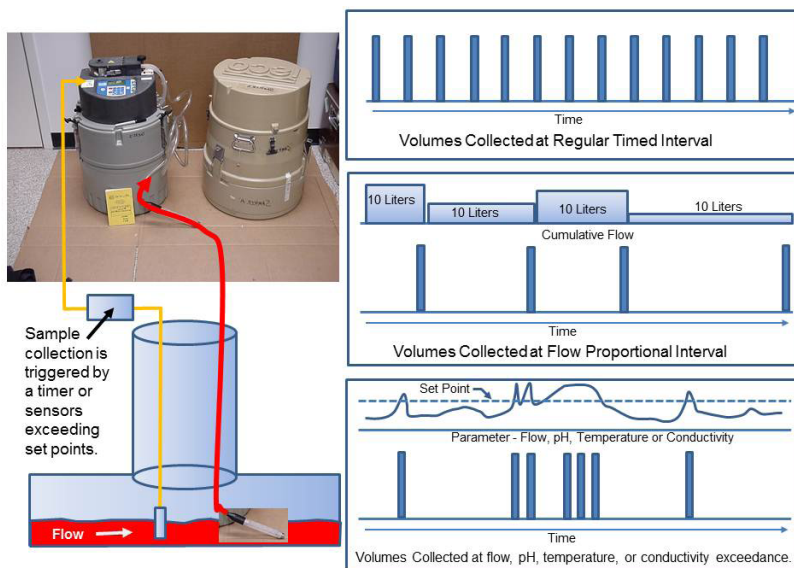 Sample
collection is
triggered by
a timer or
sensors
exceeding
set points.
Flow
Time
Volumes Collected at Regular Timed Interval
10 Liters
10 Liters
10 Liters
10 Liters
Cumulative Flow
Time
Volumes Collected at Flow Proportional Interval
Set Point
Parameter - Flow, pH, Temperature or Conductivity
Time
Volumes Collected at flow, pH, temperature, or conductivity exceedance.